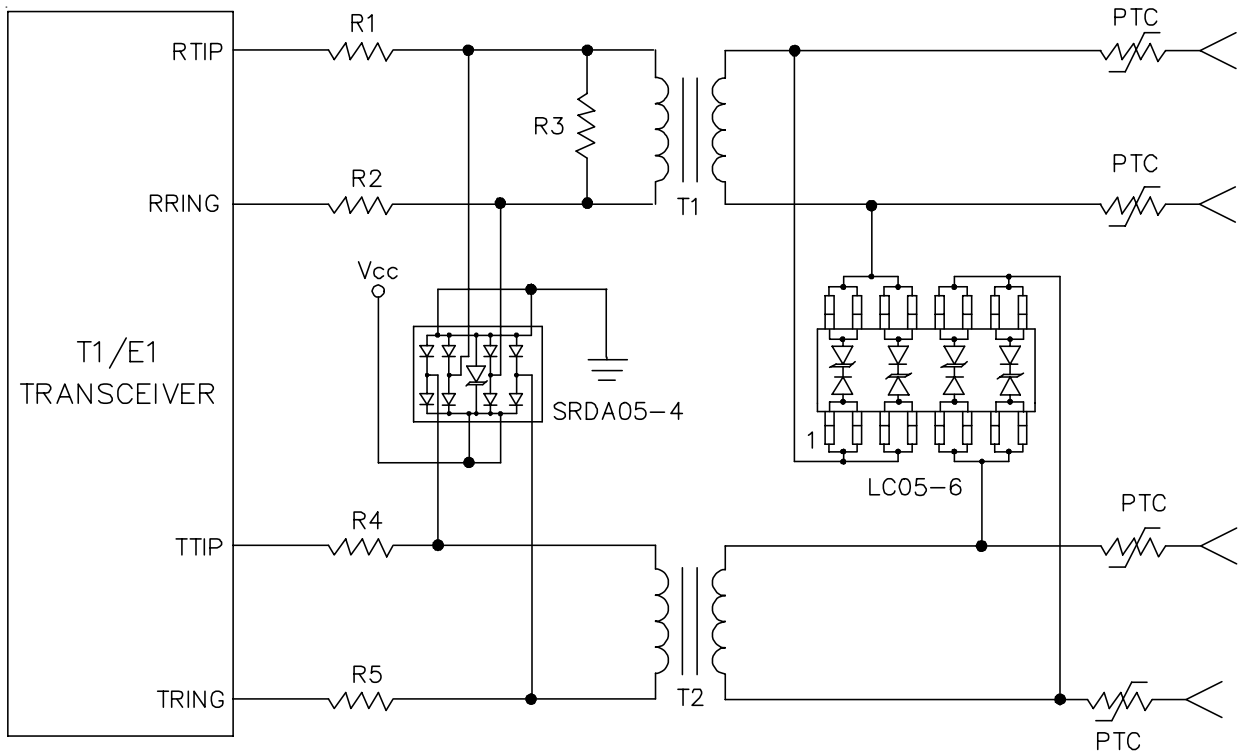 R1
PTC
RTIP
R3
PTC
R2
RRING
T1
Vcc
T1/E1
TRANSCEIVER
SRDA05-4
1
LC05-6
R4
PTC
TTIP
R5
TRING
T2
PTC